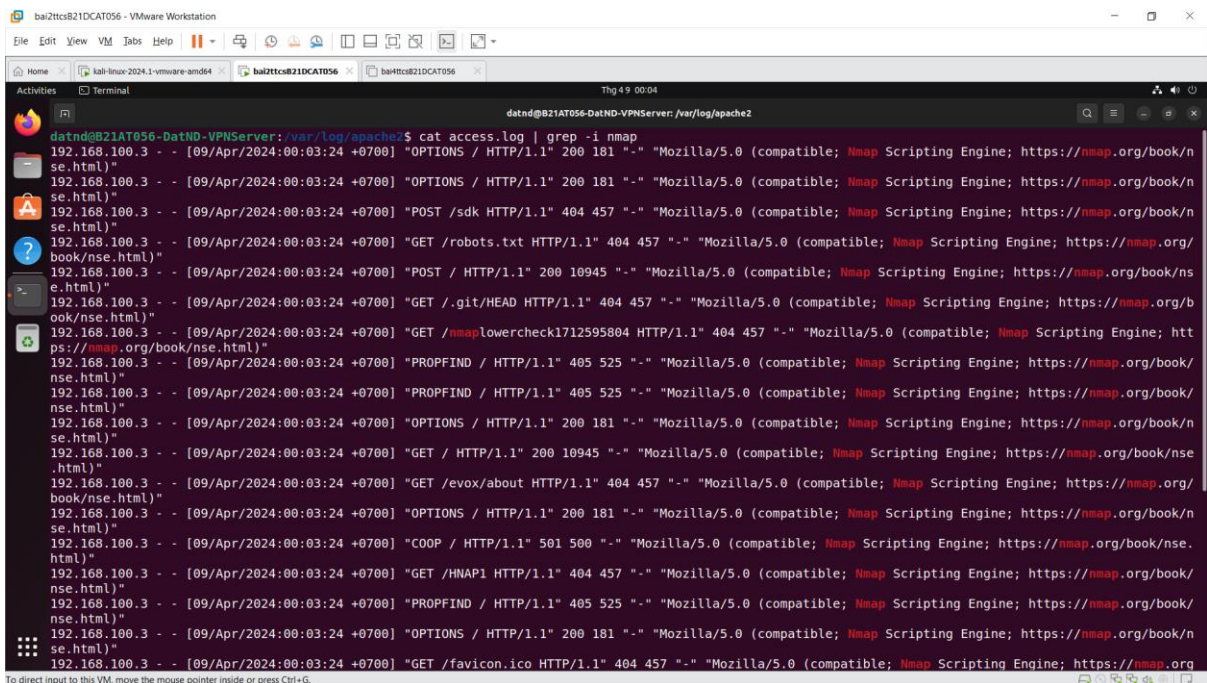 bai2ttcsB21DCAT056 - VMware Workstation
File Edit View VM Tabs Help
Home kali-linux-2024.1-vmware-amd64 bai2ttcsB21DCAT056 bai4ttcsB21DCAT056
Activities Terminal Thg 4 9 00:04
datnd@B21AT056-DatND-VPNServer: /var/log/apache2
datnd@B21AT056-DatND-VPNServer:/var/log/apache2$ cat access.log | grep -i nmap
192.168.100.3 - - [09/Apr/2024:00:03:24 +0700] "OPTIONS / HTTP/1.1" 200 181 "-" "Mozilla/5.0 (compatible; Nmap Scripting Engine; https://nmap.org/book/n
se.html)"
192.168.100.3 - - [09/Apr/2024:00:03:24 +0700] "OPTIONS / HTTP/1.1" 200 181 "-" "Mozilla/5.0 (compatible; Nmap Scripting Engine; https://nmap.org/book/n
se.html)"
192.168.100.3 - - [09/Apr/2024:00:03:24 +0700] "POST /sdk HTTP/1.1" 404 457 "-" "Mozilla/5.0 (compatible; Nmap Scripting Engine; https://nmap.org/book/n
se.html)"
192.168.100.3 - - [09/Apr/2024:00:03:24 +0700] "GET /robots.txt HTTP/1.1" 404 457 "-" "Mozilla/5.0 (compatible; Nmap Scripting Engine; https://nmap.org/
book/nse.html)"
192.168.100.3 - - [09/Apr/2024:00:03:24 +0700] "POST / HTTP/1.1" 200 10945 "-" "Mozilla/5.0 (compatible; Nmap Scripting Engine; https://nmap.org/book/ns
e.html)"
192.168.100.3 - - [09/Apr/2024:00:03:24 +0700] "GET /.git/HEAD HTTP/1.1" 404 457 "-" "Mozilla/5.0 (compatible; Nmap Scripting Engine; https://nmap.org/b
ook/nse.html)"
192.168.100.3 - - [09/Apr/2024:00:03:24 +0700] "GET /nmaplowercheck1712595804 HTTP/1.1" 404 457 "-" "Mozilla/5.0 (compatible; Nmap Scripting Engine; htt
ps://nmap.org/book/nse.html)"
192.168.100.3 - - [09/Apr/2024:00:03:24 +0700] "PROPFIND / HTTP/1.1" 405 525 "-" "Mozilla/5.0 (compatible; Nmap Scripting Engine; https://nmap.org/book/
nse.html)"
192.168.100.3 - - [09/Apr/2024:00:03:24 +0700] "PROPFIND / HTTP/1.1" 405 525 "-" "Mozilla/5.0 (compatible; Nmap Scripting Engine; https://nmap.org/book/
nse.html)"
192.168.100.3 - - [09/Apr/2024:00:03:24 +0700] "OPTIONS / HTTP/1.1" 200 181 "-" "Mozilla/5.0 (compatible; Nmap Scripting Engine; https://nmap.org/book/n
se.html)"
192.168.100.3 - - [09/Apr/2024:00:03:24 +0700] "GET / HTTP/1.1" 200 10945 "-" "Mozilla/5.0 (compatible; Nmap Scripting Engine; https://nmap.org/book/nse
.html)"
192.168.100.3 - - [09/Apr/2024:00:03:24 +0700] "GET /evox/about HTTP/1.1" 404 457 "-" "Mozilla/5.0 (compatible; Nmap Scripting Engine; https://nmap.org/
book/nse.html)"
192.168.100.3 - - [09/Apr/2024:00:03:24 +0700] "OPTIONS / HTTP/1.1" 200 181 "-" "Mozilla/5.0 (compatible; Nmap Scripting Engine; https://nmap.org/book/n
se.html)"
192.168.100.3 - - [09/Apr/2024:00:03:24 +0700] "COOP / HTTP/1.1" 501 500 "-" "Mozilla/5.0 (compatible; Nmap Scripting Engine; https://nmap.org/book/nse.
html)"
192.168.100.3 - - [09/Apr/2024:00:03:24 +0700] "GET /HNAP1 HTTP/1.1" 404 457 "-" "Mozilla/5.0 (compatible; Nmap Scripting Engine; https://nmap.org/book/
nse.html)"
192.168.100.3 - - [09/Apr/2024:00:03:24 +0700] "PROPFIND / HTTP/1.1" 405 525 "-" "Mozilla/5.0 (compatible; Nmap Scripting Engine; https://nmap.org/book/
nse.html)"
192.168.100.3 - - [09/Apr/2024:00:03:24 +0700] "OPTIONS / HTTP/1.1" 200 181 "-" "Mozilla/5.0 (compatible; Nmap Scripting Engine; https://nmap.org/book/n
se.html)"
192.168.100.3 - - [09/Apr/2024:00:03:24 +0700] "GET /favicon.ico HTTP/1.1" 404 457 "-" "Mozilla/5.0 (compatible; Nmap Scripting Engine; https://nmap.org
To direct input to this VM, move the mouse pointer inside or press Ctrl+G.